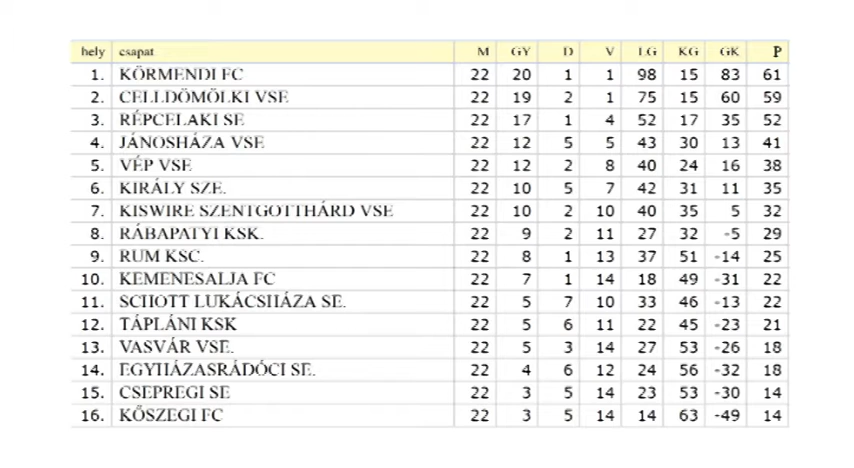 hely csapat M GY D V LG KG GK P
1. KÖRMENDI FC 22 20 1 1 98 15 83 61
2. CELLDÖMÖLKI VSE 22 19 2 1 75 15 60 59
3. RÉPCELAKI SE 22 17 1 4 52 17 35 52
4. JÁNOSHÁZA VSE 22 12 5 5 43 30 13 41
5. VÉP VSE 22 12 2 8 40 24 16 38
6. KIRÁLY SZE. 22 10 5 7 42 31 11 35
7. KISWIRE SZENTGOTTHÁRD VSE 22 10 2 10 40 35 5 32
8. RÁBAPATYI KSK. 22 9 2 11 27 32 -5 29
9. RUM KSC. 22 8 1 13 37 51 -14 25
10. KEMENESALJA FC 22 7 1 14 18 49 -31 22
11. SCHOTT LUKÁCSHÁZA SE. 22 5 7 10 33 46 -13 22
12. TÁPLÁNI KSK 22 5 6 11 22 45 -23 21
13. VASVÁR VSE. 22 5 3 14 27 53 -26 18
14. EGYHÁZASRÁDÓCI SE. 22 4 6 12 24 56 -32 18
15. CSEPREGI SE 22 3 5 14 23 53 -30 14
16. KŐSZEGI FC 22 3 5 14 14 63 -49 14